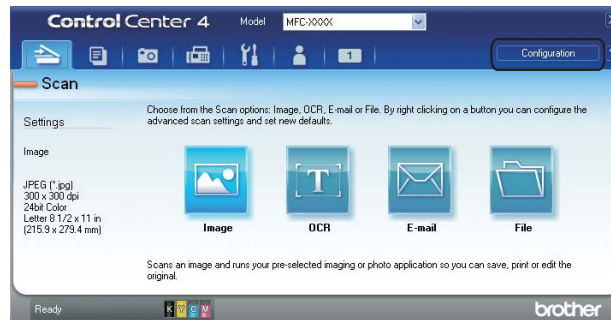 Control Center 4 Model MFC-XXXX
1
Configuration
Scan
Choose from the Scan options: Image, OCR, E-mail or File. By right clicking on a button you can configure the
advanced scan settings and set new defaults.
Settings
Image
JPEG (*.jpg)
300 x 300 dpi
24bit Color
Letter 8 1/2 x 11 in
(215.9 x 279.4 mm)
T
Image OCR E-mail File
Scans an image and runs your pre-selected imaging or photo application so you can save, print or edit the
original.
Ready K Y C M brother